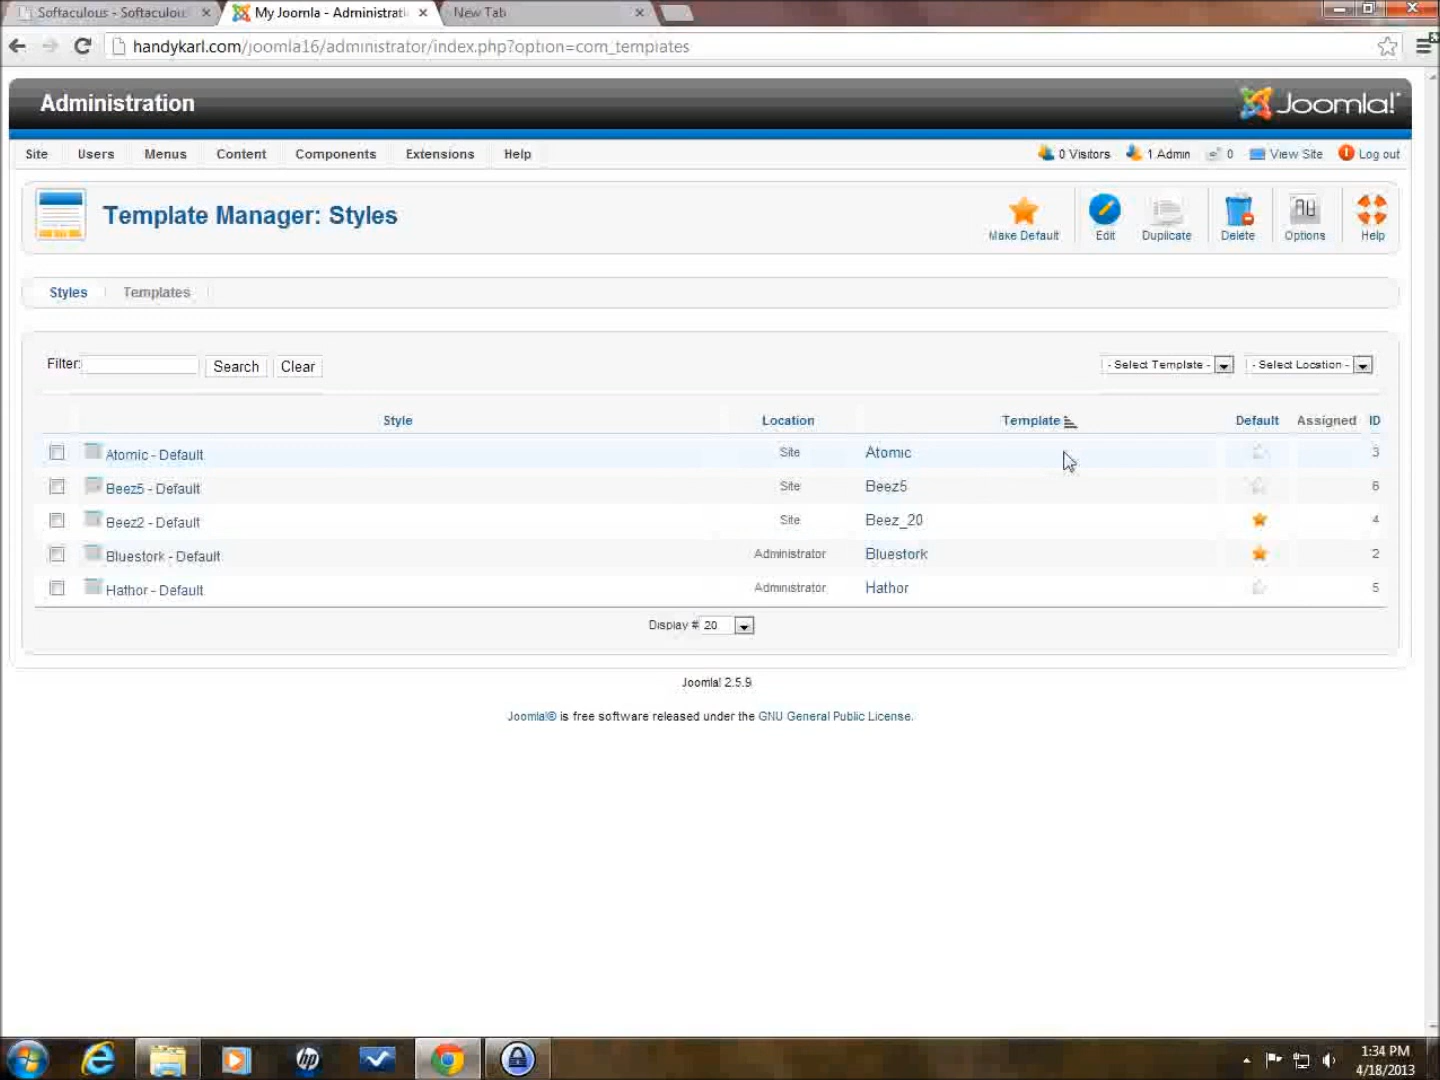 Softaculous - Softaculou
My Joomla - Administrati
New Tab
handykarl.com/joomla16/administrator/index.php?option=com_templates
Administration
Joomla!
Site Users Menus Content Components Extensions Help
0 Visitors 1 Admin 0 View Site Log out
Template Manager: Styles
Make Default Edit Duplicate Delete Options Help
Styles Templates
Filter: Search Clear - Select Template - - Select Location -
Style Location Template Default Assigned ID
Atomic - Default Site Atomic 3
Beez5 - Default Site Beez5 6
Beez2 - Default Site Beez_20 4
Bluestork - Default Administrator Bluestork 2
Hathor - Default Administrator Hathor 5
Display # 20
Joomla! 2.5.9
Joomla!® is free software released under the GNU General Public License.
hp
1:34 PM
4/18/2013